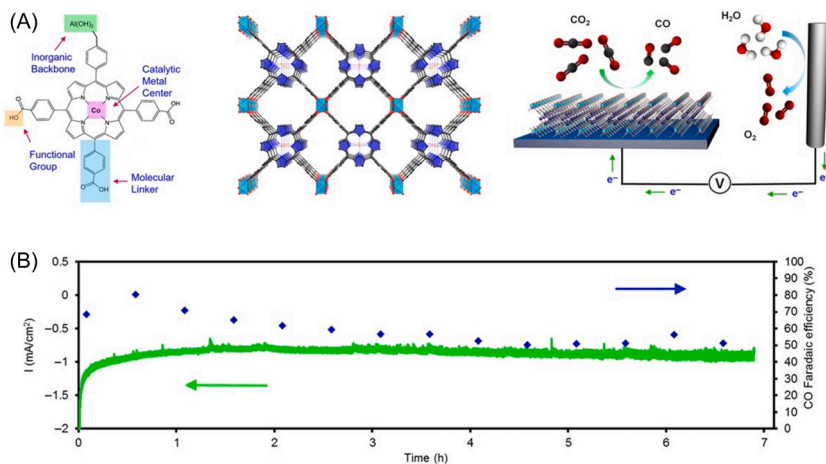 (A)
Al(OH)₂
Inorganic
Backbone
Catalytic
Metal
Center
N
N
Co
N
N
O
HO
O
OH
Functional
Group
O
OH
Molecular
Linker
CO₂
CO
H₂O
O₂
e⁻
V
e⁻
e⁻
e⁻
(B)
I (mA/cm²)
0.5
0
−0.5
−1.0
−1.5
−2
0
1
2
3
4
5
6
7
Time (h)
100
90
80
70
60
50
40
30
20
10
0
CO Faradaic efficiency (%)